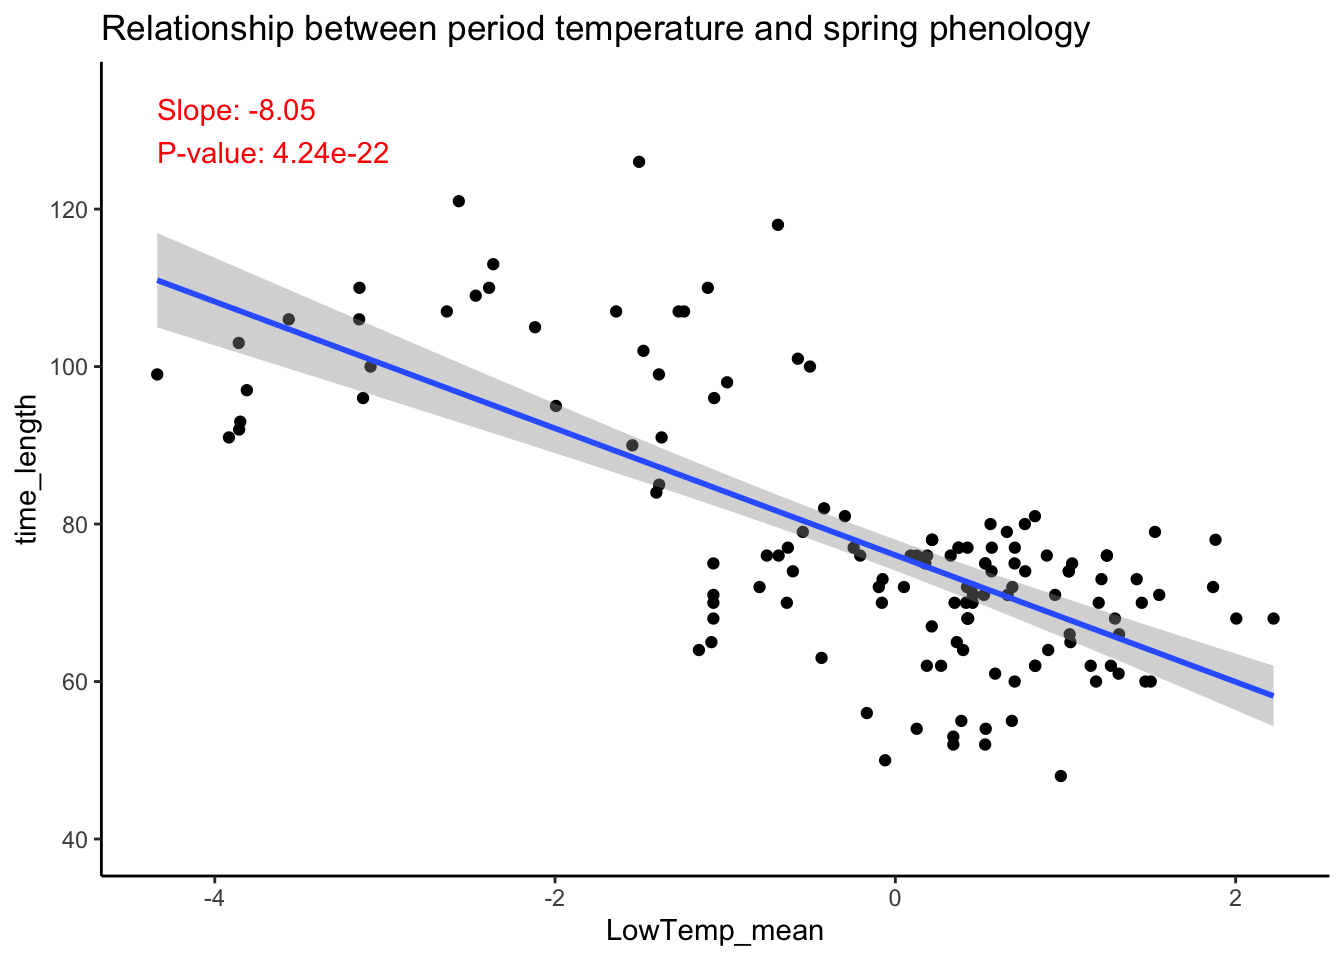 Relationship between period temperature and spring phenology
Slope: -8.05
P-value: 4.24e-22
time_length
120
100
80
60
40
-4
-2
0
2
LowTemp_mean